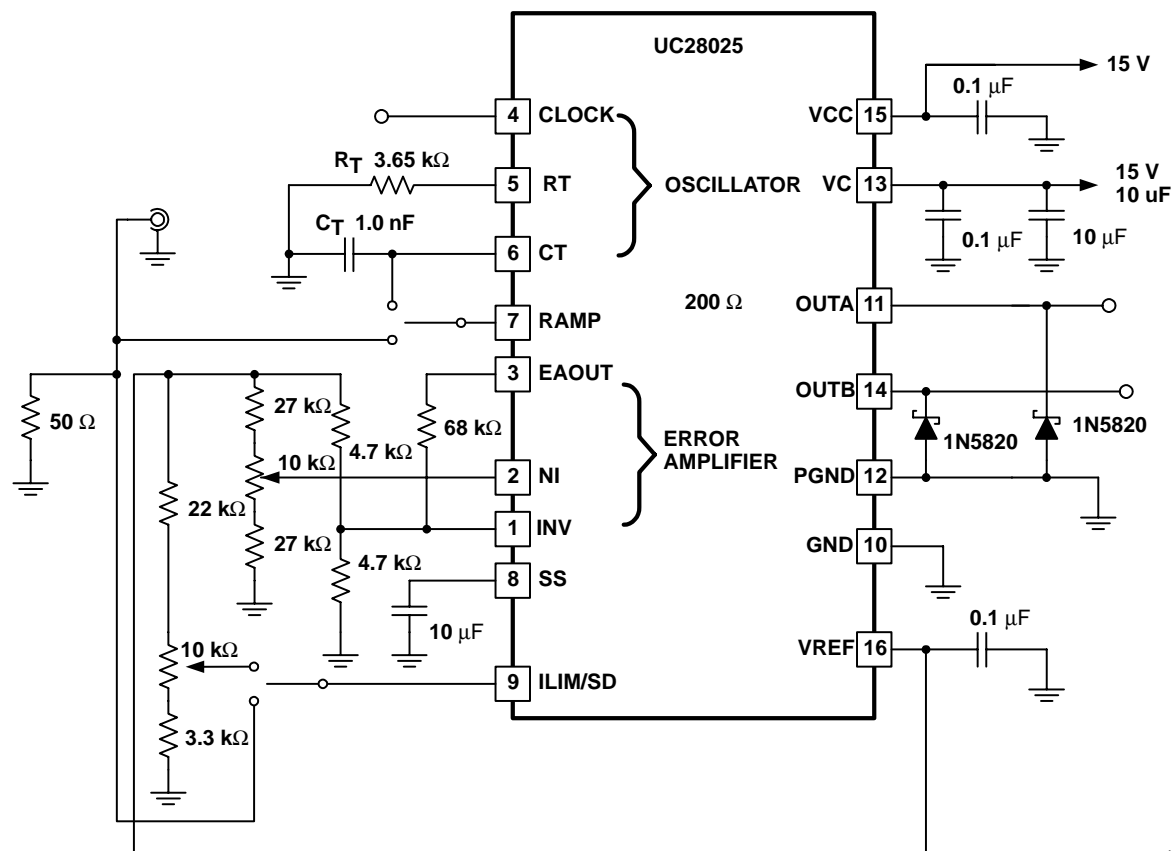 UC28025
15 V
0.1 μF
4 CLOCK
VCC 15
RT 3.65 kΩ
5 RT
OSCILLATOR
VC 13
15 V
10 uF
CT 1.0 nF
6 CT
0.1 μF
10 μF
200 Ω
OUTA 11
7 RAMP
3 EAOUT
OUTB 14
27 kΩ
50 Ω
68 kΩ
4.7 kΩ
1N5820
1N5820
ERROR
AMPLIFIER
10 kΩ
2 NI
PGND 12
22 kΩ
1 INV
27 kΩ
GND 10
4.7 kΩ
8 SS
10 μF
0.1 μF
10 kΩ
VREF 16
9 ILIM/SD
3.3 kΩ